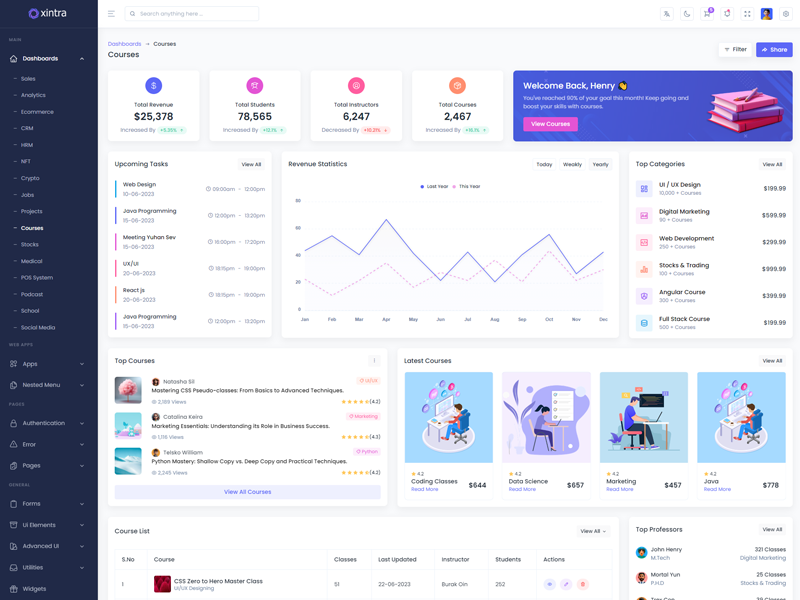 xintra
Search anything here ...
5
MAIN
Dashboards
Sales
Analytics
Ecommerce
CRM
HRM
NFT
Crypto
Jobs
Projects
Courses
Stocks
Medical
POS System
Podcast
School
Social Media
WEB APPS
Apps
Nested Menu
PAGES
Authentication
Error
Pages
GENERAL
Forms
Ui Elements
Advanced UI
Utilities
Widgets
Dashboards → Courses
Courses
Filter
Share
Total Revenue
$25,378
Increased By +5.35%
Total Students
78,565
Increased By
Total Instructors
6,247
Decreased By +10.21%
Total Courses
2,467
Increased By
Welcome Back, Henry
You've reached 90% of your goal this month! Keep going and
boost your skills with courses.
View Courses
Upcoming Tasks
View All
Web Design
10-06-2023
09:00am - 12:00pm
Java Programming
15-06-2023
12:00pm - 13:20pm
Meeting Yuhan Sev
15-06-2023
16:00pm - 17:20pm
UX/UI
20-06-2023
18:15pm - 19:00pm
React js
20-06-2023
18:15pm - 19:00pm
Java Programming
15-06-2023
12:00pm - 13:20pm
Revenue Statistics
Today
Weekly
Yearly
Last Year
This Year
80
60
40
20
0
Jan Feb Mar Apr May Jun Jul Aug Sep Oct Nov Dec
Top Categories
View All
UI / UX Design
10,000 + Courses
$199.99
Digital Marketing
90 + Courses
$599.99
Web Development
250 + Courses
$299.99
Stocks & Trading
100 + Courses
$999.99
Angular Course
300 + Courses
$399.99
Full Stack Course
500 + Courses
$199.99
Top Courses
Natasha Sil
UI/UX
Mastering CSS Pseudo-classes: From Basics to Advanced Techniques.
2,169 Views
(4.2)
Catalina Keira
Marketing
Marketing Essentials: Understanding its Role in Business Success.
1,116 Views
(4.3)
Telsko William
Python
Python Mastery: Shallow Copy vs. Deep Copy and Practical Techniques.
2,245 Views
(4.2)
View All Courses
Latest Courses
View All
4.2
Coding Classes
Read More
$644
4.2
Data Science
Read More
$657
4.2
Marketing
Read More
$457
4.2
Java
Read More
$778
Course List
View All
S.No Course Classes Last Updated Instructor Students Actions
1
CSS Zero to Hero Master Class
UI/UX Designing
51 22-06-2023 Burak Oin 252
Top Professors
View All
John Henry
M.Tech
321 Classes
Digital Marketing
Mortal Yun
P.H.D
25 Classes
Stocks & Trading